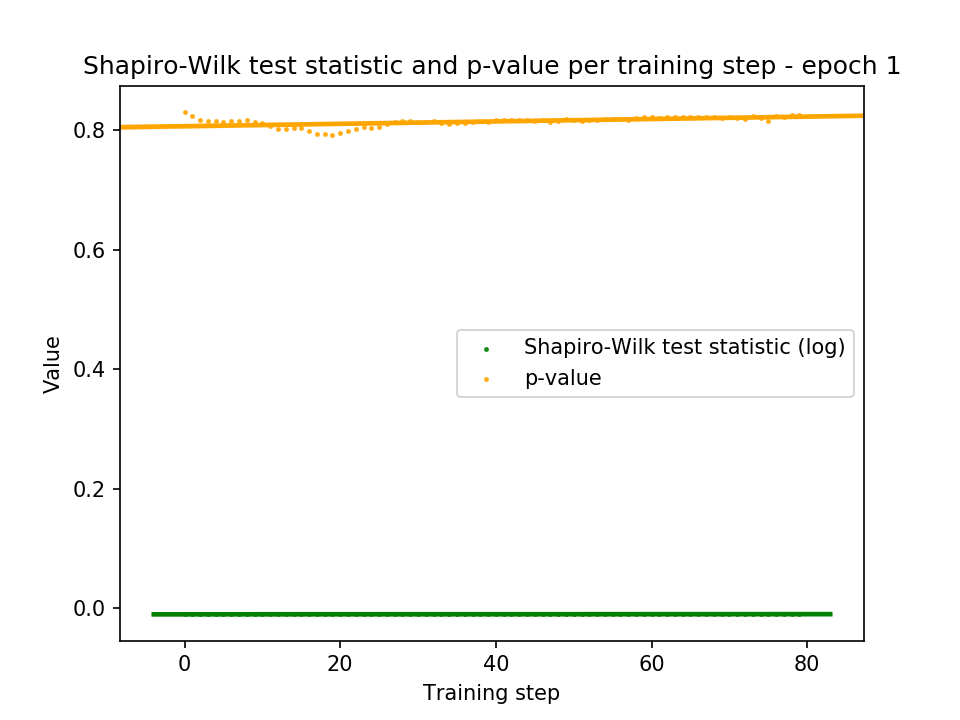 Shapiro-Wilk test statistic and p-value per training step - epoch 1
0.8
0.6
0.4
0.2
0.0
Value
Shapiro-Wilk test statistic (log)
p-value
0 20 40 60 80
Training step